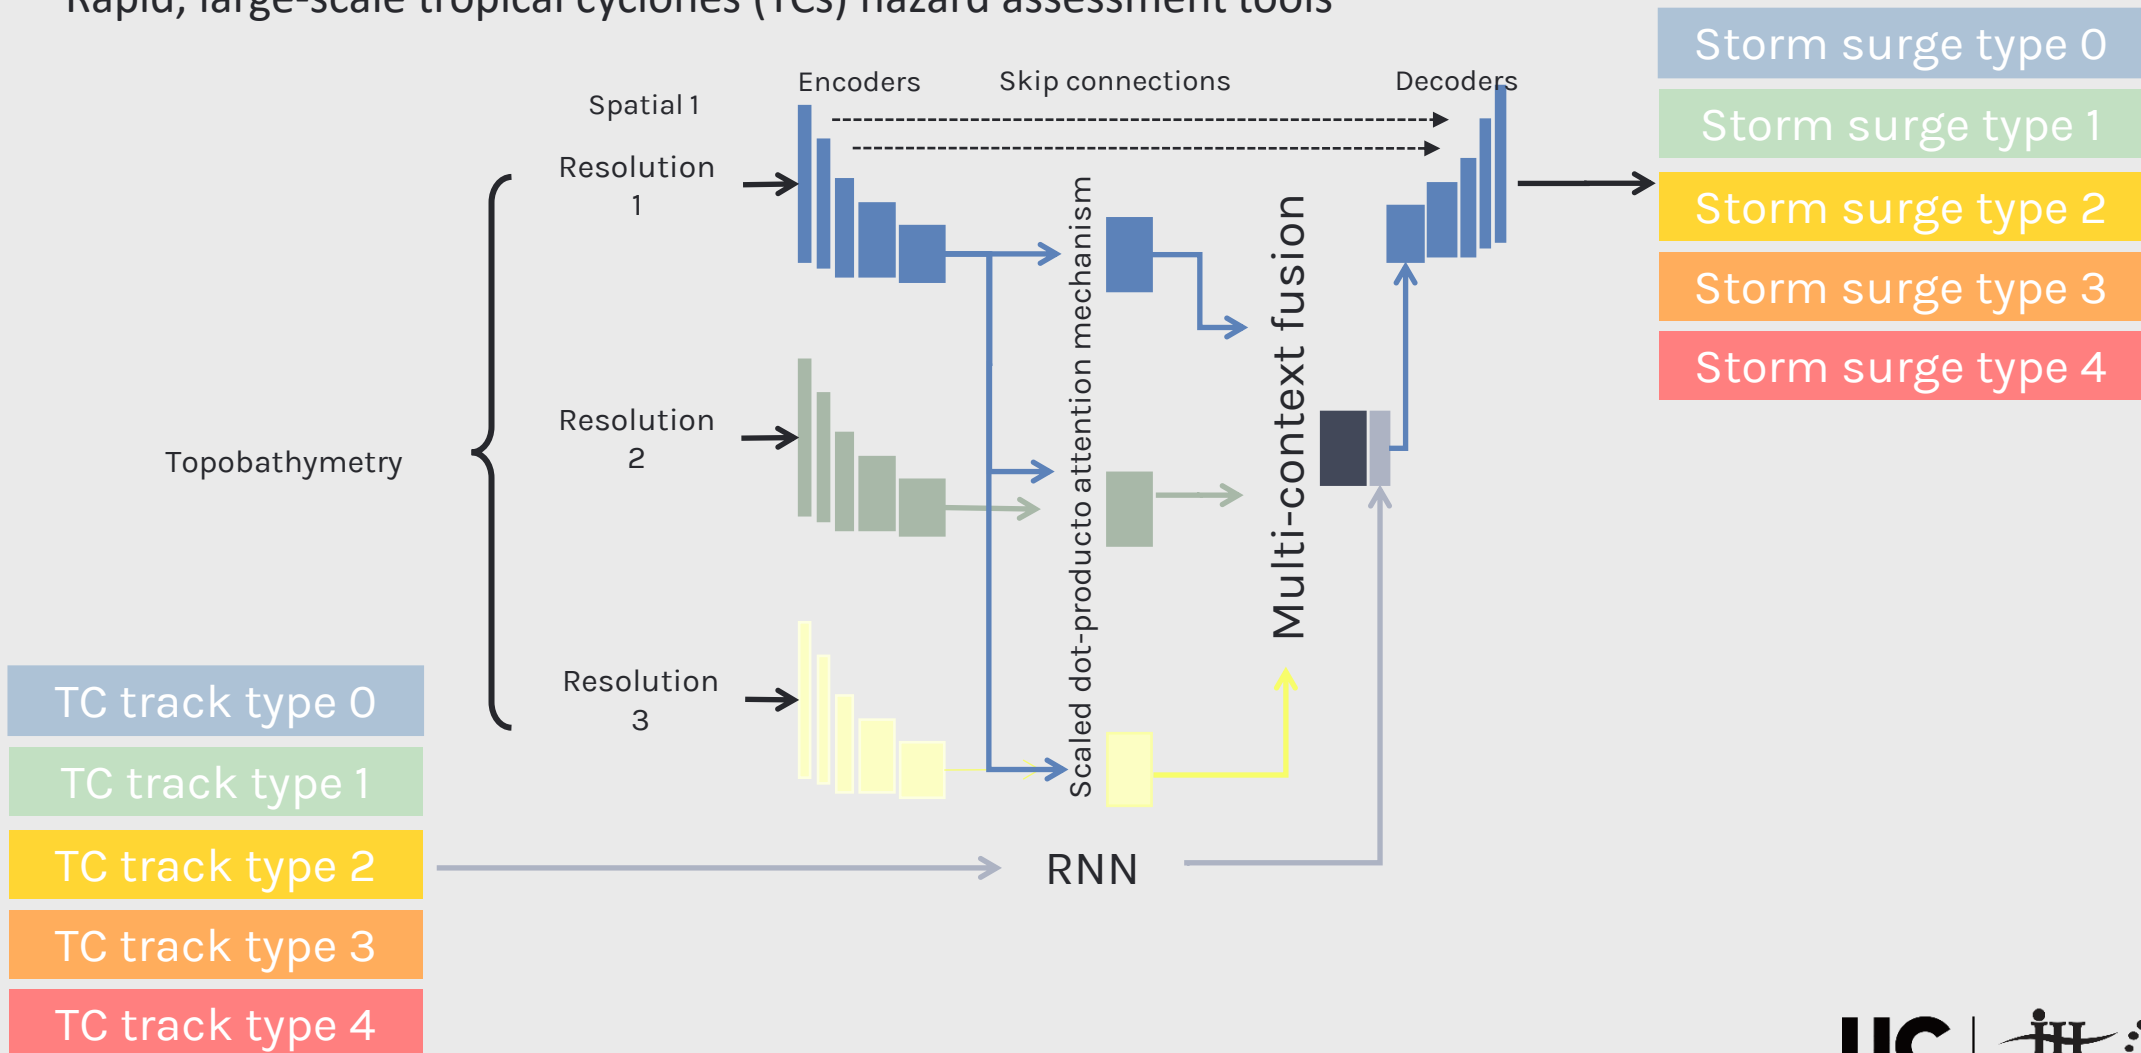 Rapid, large-scale tropical cyclones (TCs) hazard assessment tools
Encoders
Skip connections
Decoders
Spatial 1
Resolution
1
Resolution
2
Resolution
3
Topobathymetry
Scaled dot-producto attention mechanism
Multi-context fusion
RNN
TC track type 0
TC track type 1
TC track type 2
TC track type 3
TC track type 4
Storm surge type 0
Storm surge type 1
Storm surge type 2
Storm surge type 3
Storm surge type 4
UC